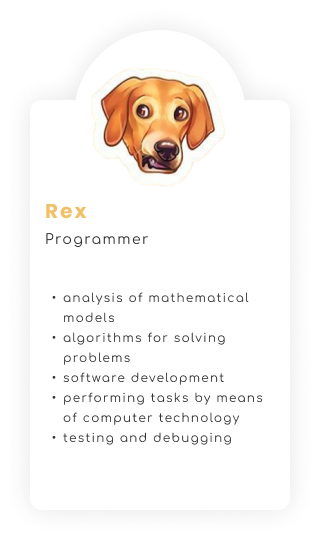 Rex
Programmer
• analysis of mathematical
models
• algorithms for solving
problems
• software development
• performing tasks by means
of computer technology
• testing and debugging